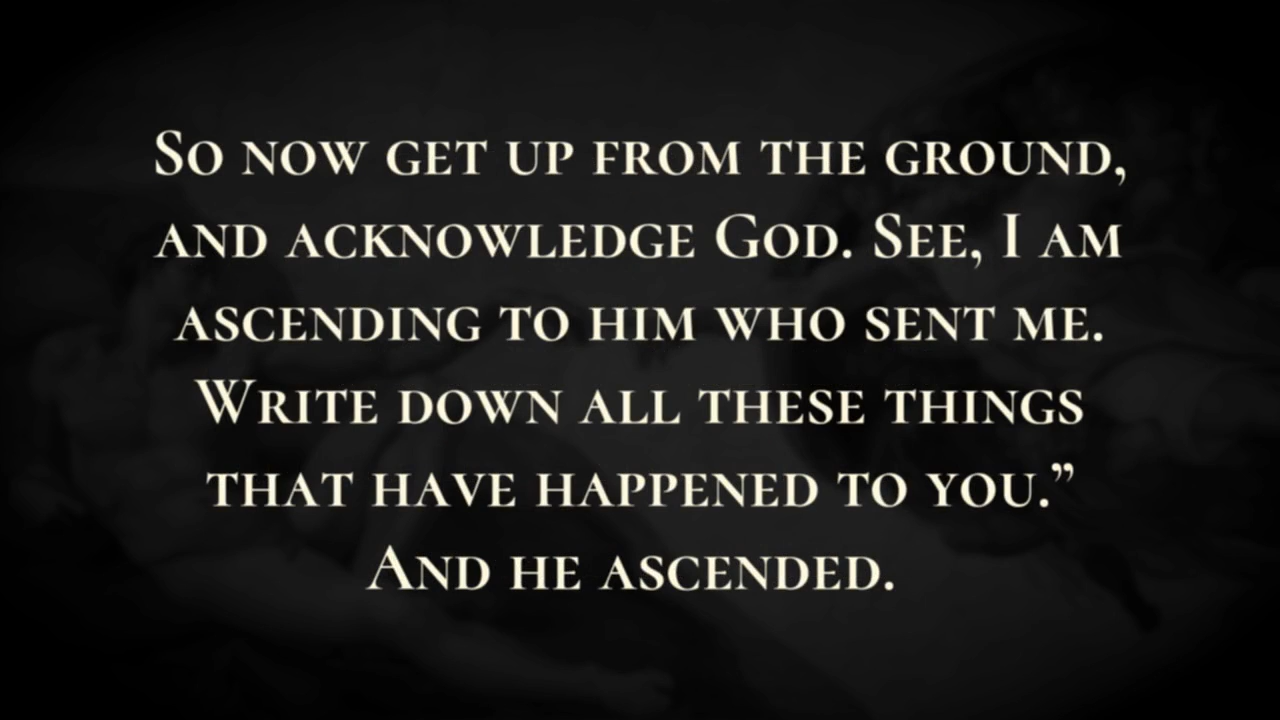 So now get up from the ground,
and acknowledge God. See, I am
ascending to him who sent me.
Write down all these things
that have happened to you.”
And he ascended.